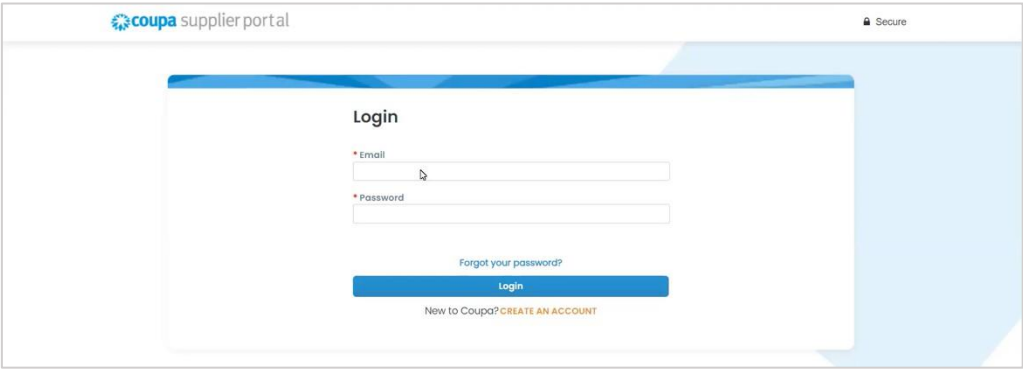 coupa supplier portal
Secure
Login
* Email
* Password
Forgot your password?
Login
New to Coupa? CREATE AN ACCOUNT